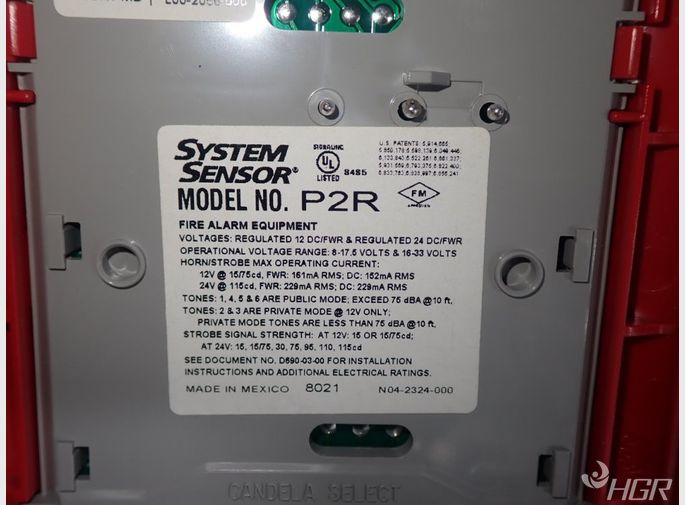 SYSTEM SENSOR®
SIGNALING
UL
LISTED
S4S5
U.S. PATENTS:
FM
APPROVED
MODEL NO. P2R
FIRE ALARM EQUIPMENT
VOLTAGES: REGULATED 12 DC/FWR & REGULATED 24 DC/FWR
OPERATIONAL VOLTAGE RANGE: 8-17.5 VOLTS & 16-33 VOLTS
HORN/STROBE MAX OPERATING CURRENT:
12V @ 15/75cd, FWR: 161mA RMS; DC: 152mA RMS
24V @ 115cd, FWR: 229mA RMS; DC: 229mA RMS
TONES: 1, 4, 5 & 6 ARE PUBLIC MODE; EXCEED 75 dBA @ 10 ft.
TONES: 2 & 3 ARE PRIVATE MODE @ 12V ONLY;
PRIVATE MODE TONES ARE LESS THAN 75 dBA @ 10 ft.
STROBE SIGNAL STRENGTH: AT 12V: 15 OR 15/75cd;
AT 24V: 15, 15/75, 30, 75, 95, 110, 115cd
SEE DOCUMENT NO. D590-03-00 FOR INSTALLATION
INSTRUCTIONS AND ADDITIONAL ELECTRICAL RATINGS.
MADE IN MEXICO 8021 N04-2324-000
CANDELA SELECT
HGR